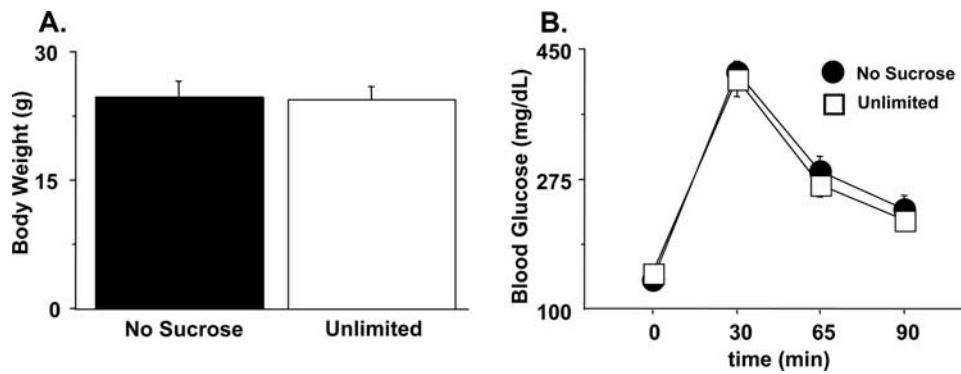 A.
30
15
0
Body Weight (g)
No Sucrose
Unlimited
B.
450
275
100
Blood Glucose (mg/dL)
No Sucrose
Unlimited
0 30 65 90
time (min)